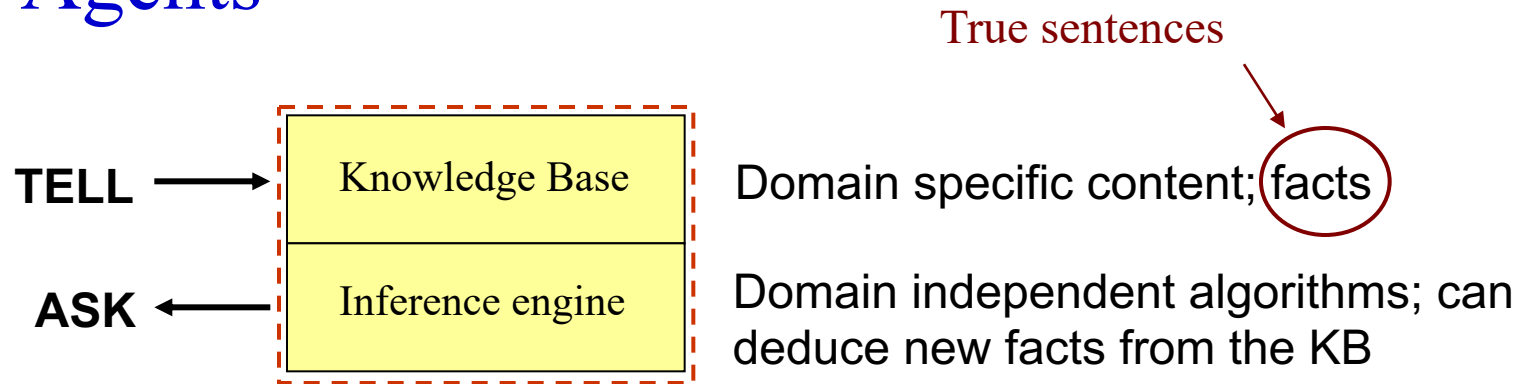 Agents
True sentences
TELL
Knowledge Base
Domain specific content; facts
ASK
Inference engine
Domain independent algorithms; can
deduce new facts from the KB